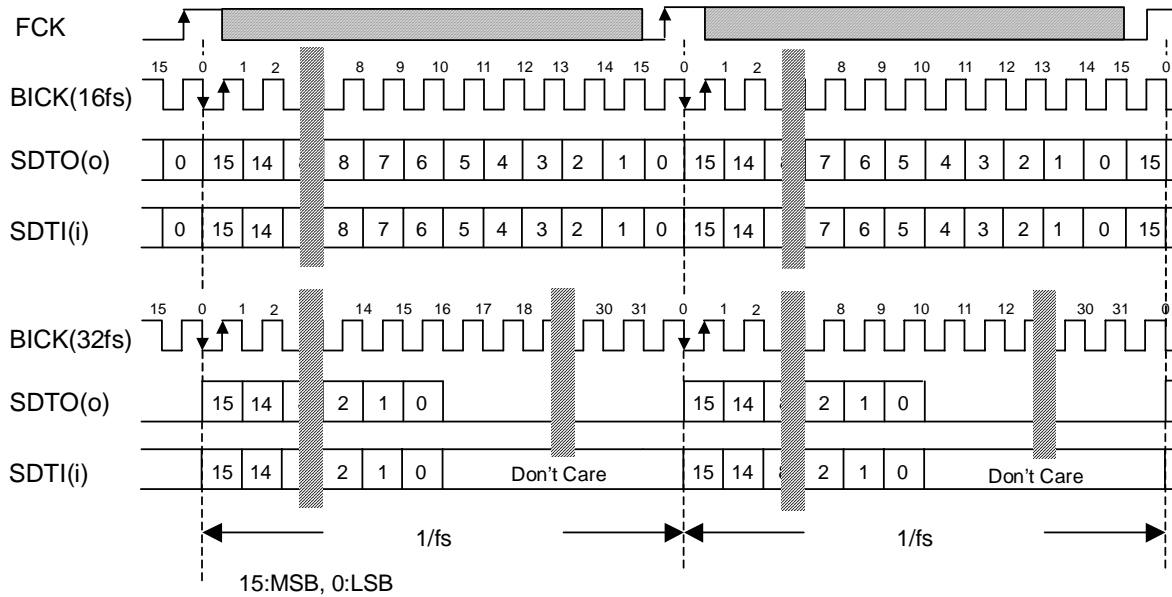 FCK
15 0 1 2 8 9 10 11 12 13 14 15 0 1 2 8 9 10 11 12 13 14 15 0
BICK(16fs)
SDTO(o) 0 15 14 8 7 6 5 4 3 2 1 0 15 14 7 6 5 4 3 2 1 0 15
SDTI(i) 0 15 14 8 7 6 5 4 3 2 1 0 15 14 7 6 5 4 3 2 1 0 15
15 0 1 2 14 15 16 17 18 30 31 0 1 2 8 9 10 11 12 30 31 0
BICK(32fs)
SDTO(o) 15 14 2 1 0 15 14 2 1 0
SDTI(i) 15 14 2 1 0 Don't Care 15 14 2 1 0 Don't Care
1/fs 1/fs
15:MSB, 0:LSB